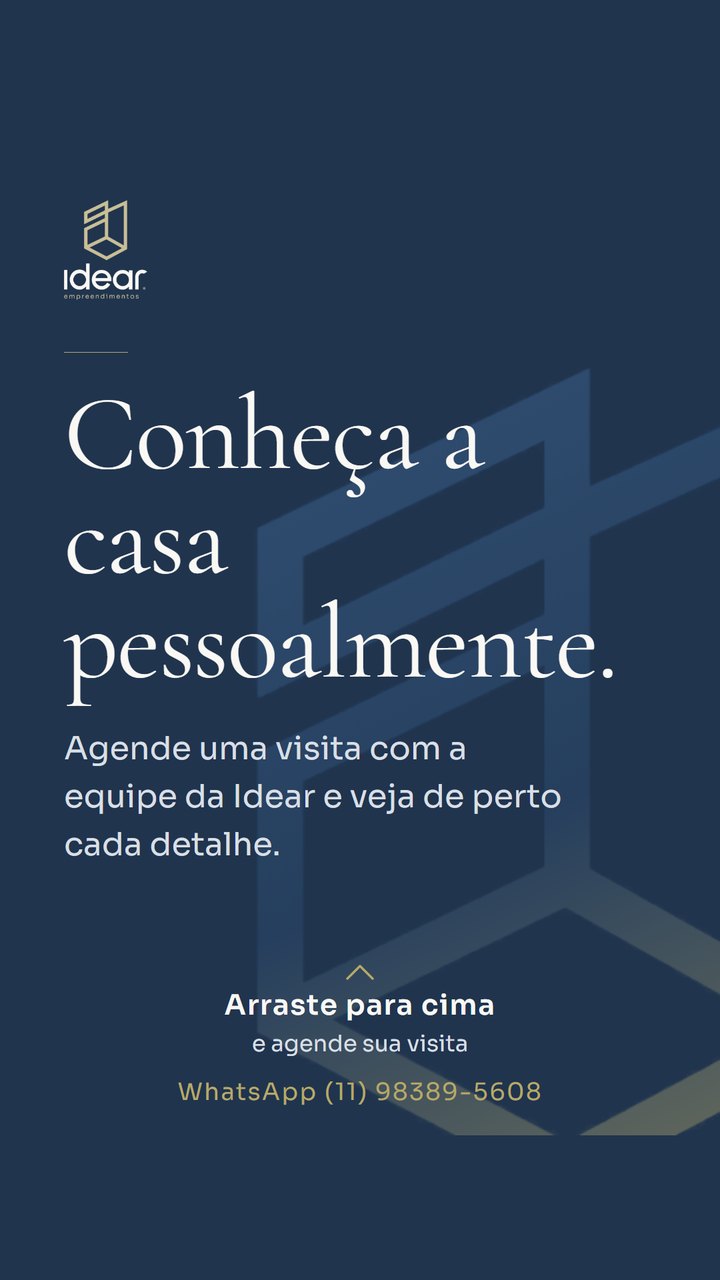 idear
empreendimentos
Conheça a
casa
pessoalmente.
Agende uma visita com a
equipe da Idear e veja de perto
cada detalhe.
Arraste para cima
e agende sua visita
WhatsApp (11) 98389-5608